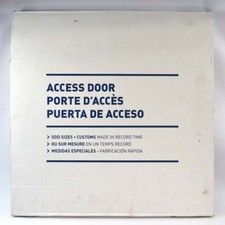 ACCESS DOOR
PORTE D'ACCÈS
PUERTA DE ACCESO
> ODD SIZES + CUSTOMS MADE IN RECORD TIME
> DU SUR MESURE EN UN TEMPS RECORD
> MEDIDAS ESPECIALES - FABRICACIÓN RÁPIDA